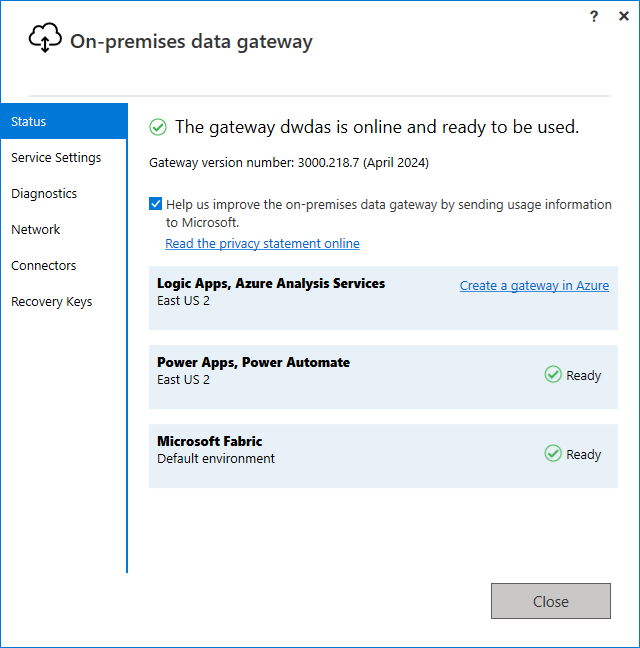 ? ×
On-premises data gateway
Status
Service Settings
Diagnostics
Network
Connectors
Recovery Keys
The gateway dwdas is online and ready to be used.
Gateway version number: 3000.218.7 (April 2024)
Help us improve the on-premises data gateway by sending usage information
to Microsoft.
Read the privacy statement online
Logic Apps, Azure Analysis Services
East US 2
Create a gateway in Azure
Power Apps, Power Automate
East US 2
Ready
Microsoft Fabric
Default environment
Ready
Close